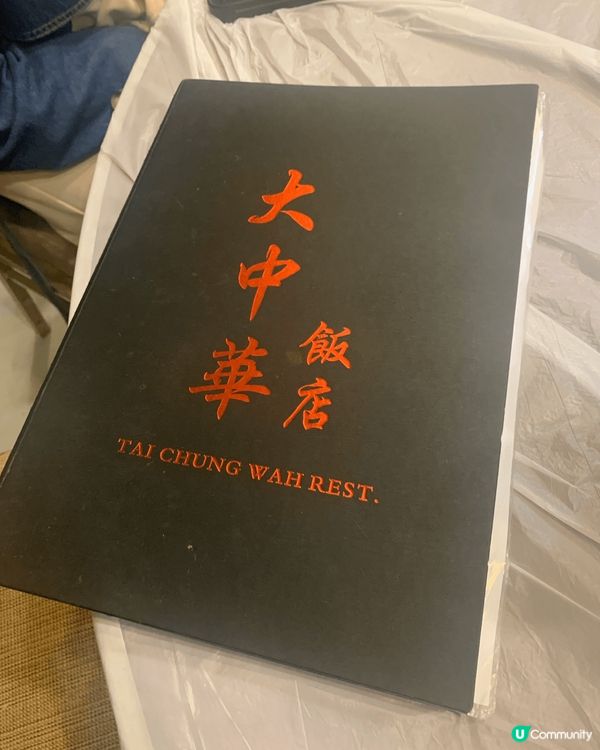 大中華
飯店
TAI CHUNG WAH REST.
U Community